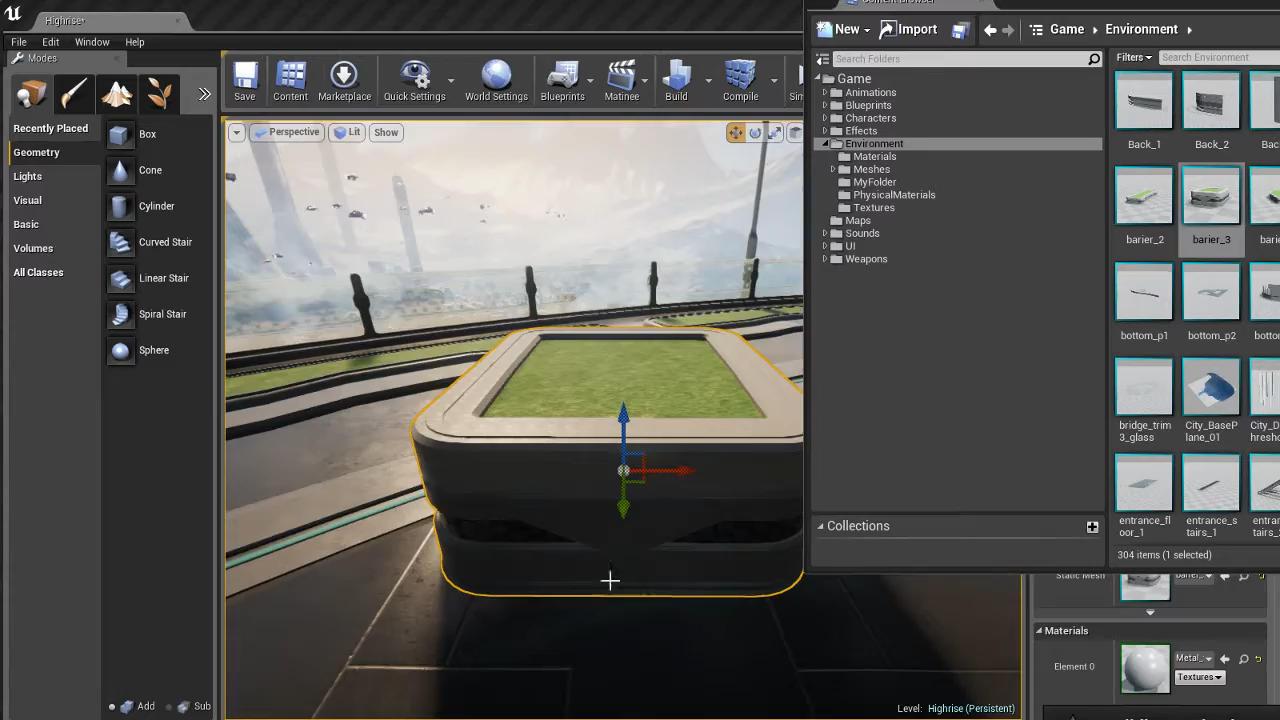 Highrise*
File Edit Window Help
Modes
Recently Placed
Geometry
Lights
Visual
Basic
Volumes
All Classes
Box
Cone
Cylinder
Curved Stair
Linear Stair
Spiral Stair
Sphere
Add Sub
Save
Content
Marketplace
Quick Settings
World Settings
Blueprints
Matinee
Build
Compile
Perspective Lit Show
Level: Highrise (Persistent)
New Import Game Environment
Search Folders
Filters Search Environment
Game
Animations
Blueprints
Characters
Effects
Environment
Materials
Meshes
MyFolder
PhysicalMaterials
Textures
Maps
Sounds
UI
Weapons
Collections
Back_1 Back_2
barier_2 barier_3
bottom_p1 bottom_p2
bridge_trim
3_glass
City_BaseP
lane_01
entrance_fl
oor_1
entrance_s
tairs_1
304 items (1 selected)
Static Mesh
Materials
Element 0
Metal_
Textures